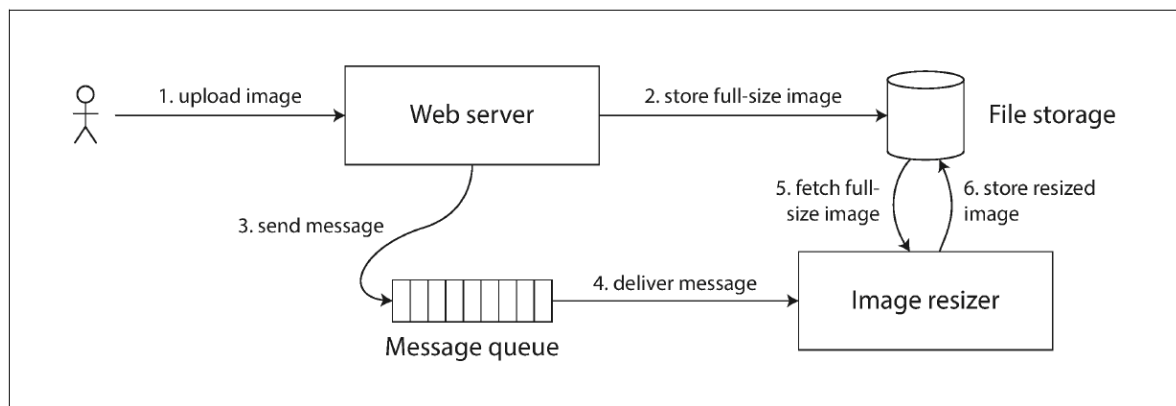 1. upload image
Web server
2. store full-size image
File storage
3. send message
5. fetch full-
size image
6. store resized
image
4. deliver message
Image resizer
Message queue